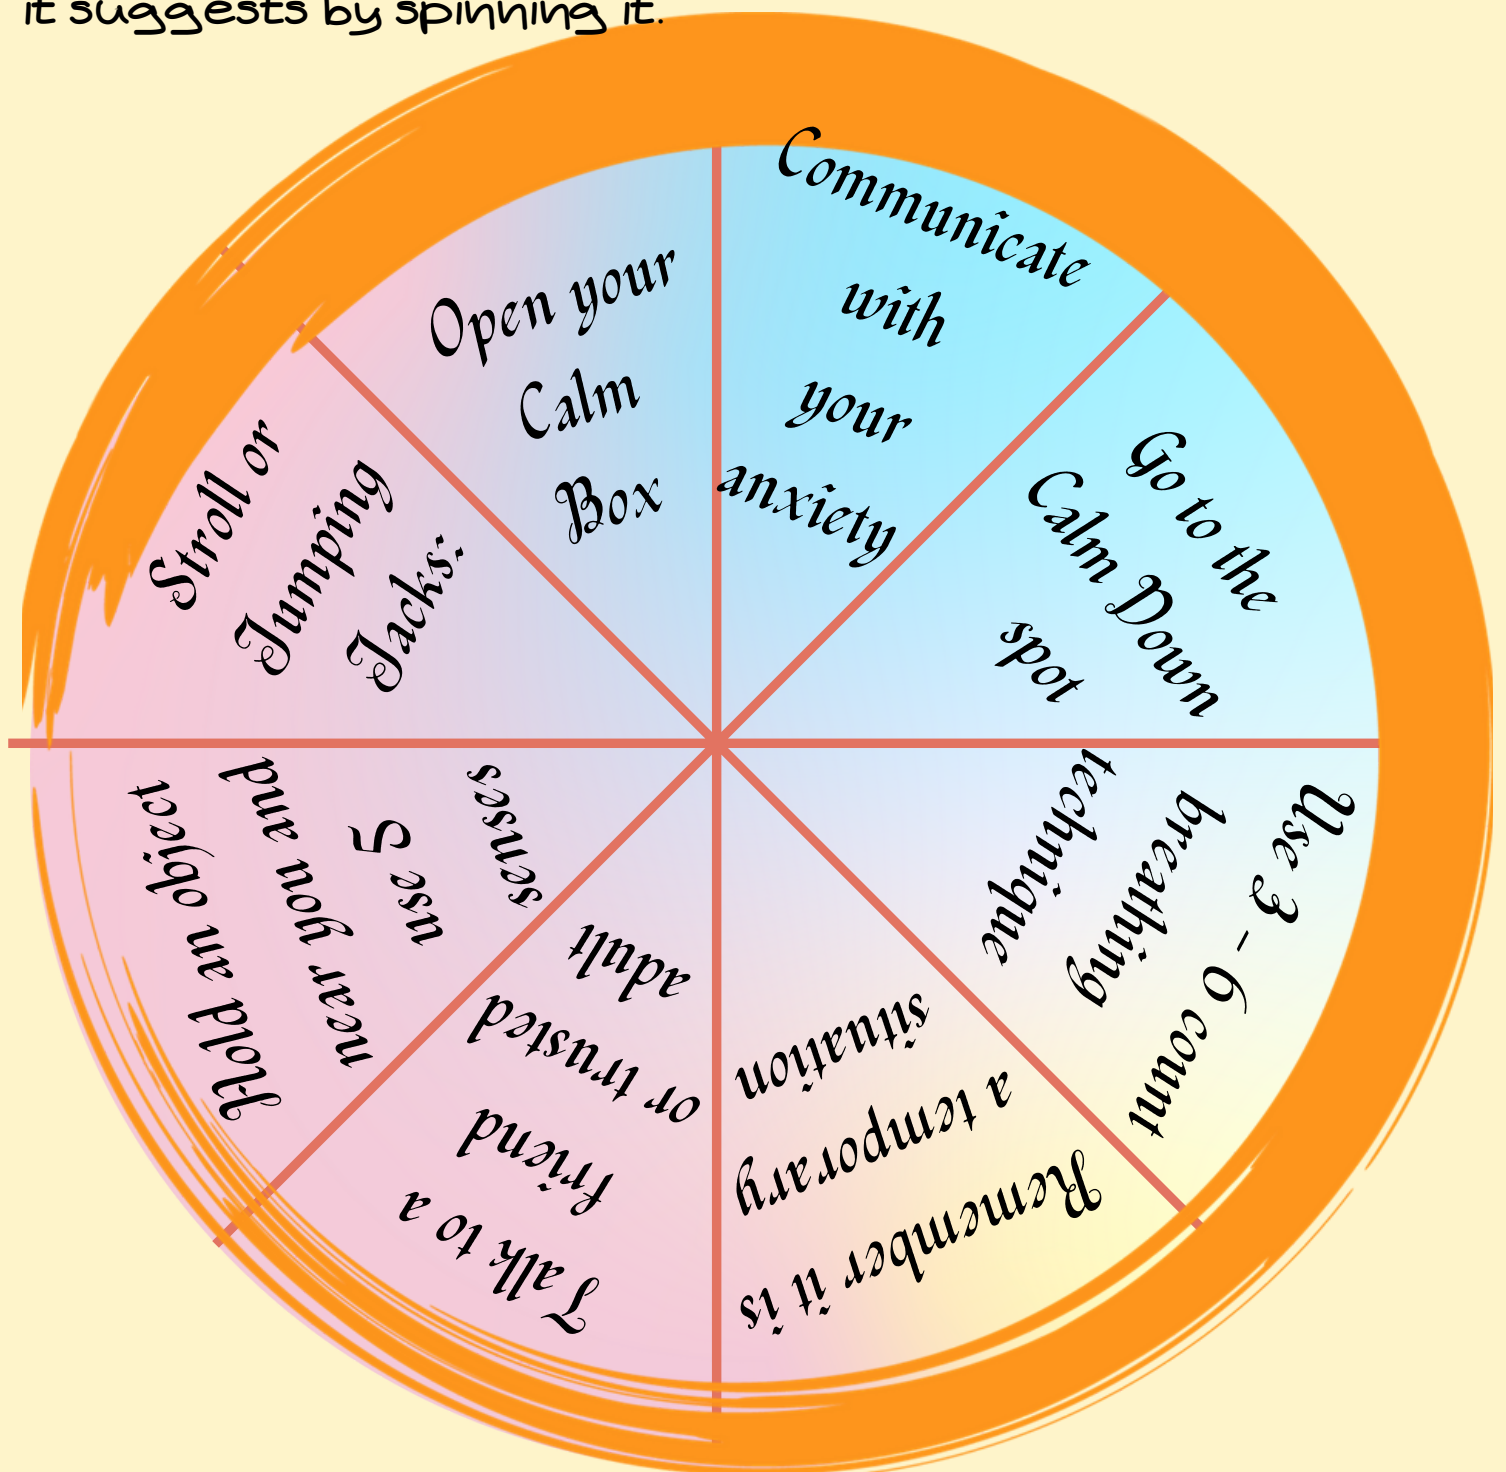 it suggests by spinning it.
Communicate
with
your
anxiety
Go to the
Calm Down
spot
Use 3 - 6 count
breathing
technique
Remember it is
a temporary
situation
Talk to a
friend
or trusted
adult
Hold an object
near you and
use 5
senses
Stroll or
Jumping
Jacks:
Open your
Calm
Box